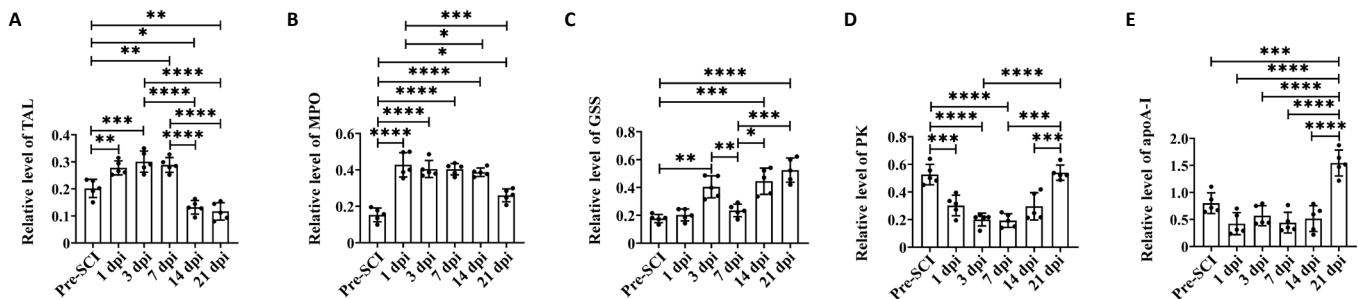 A
**
*
**
****
****
***
****
**
****
Relative level of TAL
0.4
0.3
0.2
0.1
0
Pre-SCI
1 dpi
3 dpi
7 dpi
14 dpi
21 dpi
B
***
*
*
****
****
****
****
Relative level of MPO
0.6
0.4
0.2
0
Pre-SCI
1 dpi
3 dpi
7 dpi
14 dpi
21 dpi
C
****
***
***
*
**
**
Relative level of GSS
0.8
0.6
0.4
0.2
0
Pre-SCI
1 dpi
3 dpi
7 dpi
14 dpi
21 dpi
D
****
****
****
***
***
***
Relative level of PK
0.8
0.6
0.4
0.2
0
Pre-SCI
1 dpi
3 dpi
7 dpi
14 dpi
21 dpi
E
***
****
****
****
****
Relative level of apoA-I
2.0
1.5
1.0
0.5
0
Pre-SCI
1 dpi
3 dpi
7 dpi
14 dpi
21 dpi